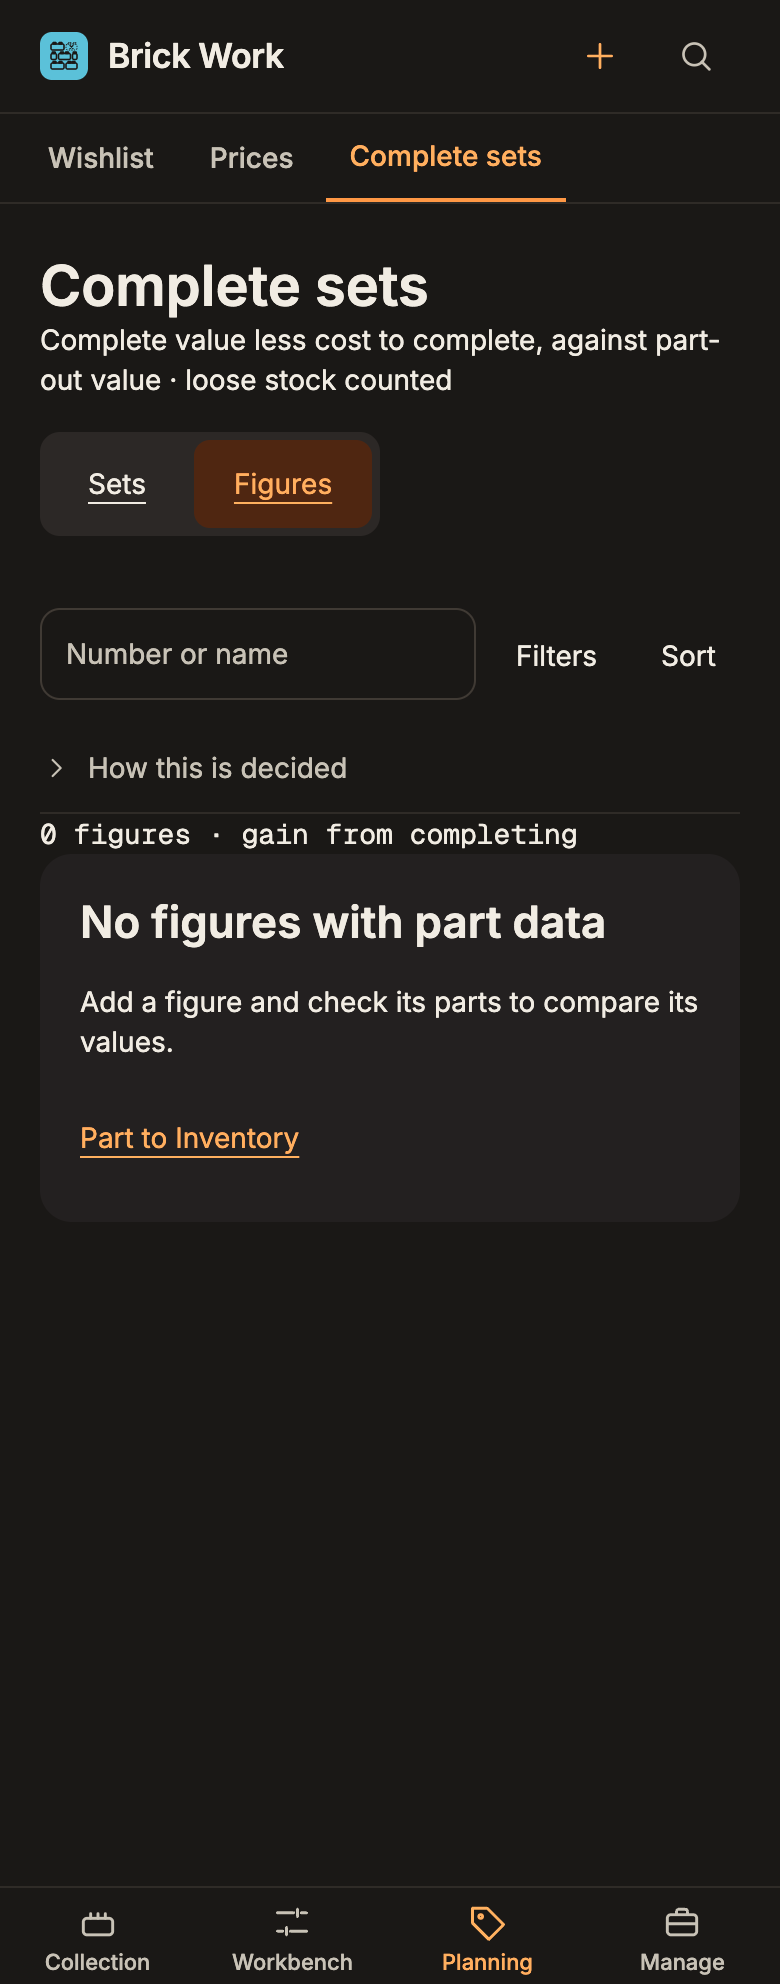 Brick Work
Wishlist
Prices
Complete sets
Complete sets
Complete value less cost to complete, against part-
out value · loose stock counted
Sets
Figures
Number or name
Filters
Sort
How this is decided
0 figures · gain from completing
No figures with part data
Add a figure and check its parts to compare its
values.
Part to Inventory
Collection
Workbench
Planning
Manage